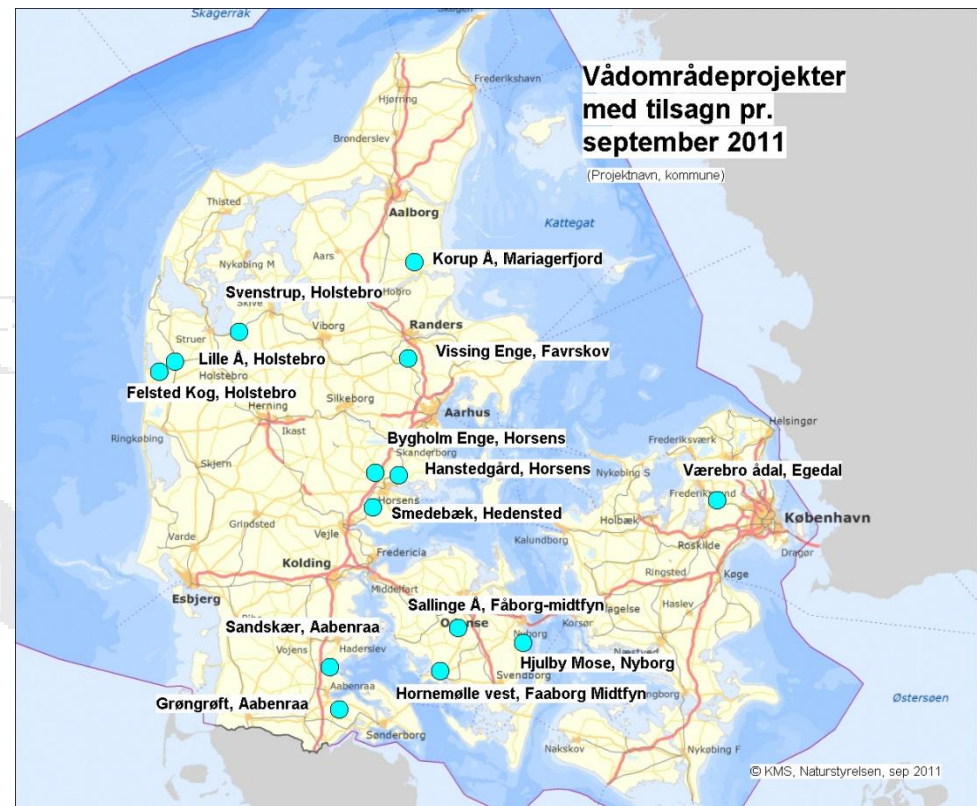 Skagerrak
Skagen
Vådområdeprojekter
med tilsagn pr.
september 2011
(Projektnavn, kommune)
Frederikshavn
Hjørring
Brønderslev
Thisted
Aalborg
Kattegat
Nykøbing M
Aars
Korup Å, Mariagerfjord
Svenstrup, Holstebro
Hobro
Skive
Struer
Viborg
Randers
Lille Å, Holstebro
Vissing Enge, Favrskov
Holstebro
Felsted Kog, Holstebro
Herning
Silkeborg
Aarhus
Helsingør
Ikast
Ringkøbing
Bygholm Enge, Horsens
Frederiksværk
Skanderborg
Skjern
Hanstedgård, Horsens
Nykøbing S
Værebro ådal, Egedal
Horsens
Smedebæk, Hedensted
Holbæk
København
Grindsted
Varde
Vejle
Kalundborg
Roskilde
Dragør
Fredericia
Kolding
Ringsted
Køge
Middelfart
Esbjerg
Sallinge Å, Fåborg-midtfyn
Haslev
Sandskær, Aabenraa
Nyborg
Korsør
Vojens
Haderslev
Næstved
Hjulby Mose, Nyborg
Svendborg
Aabenraa
Hornemølle vest, Faaborg Midtfyn
Grøngrøft, Aabenraa
Østersøen
Sønderborg
Nakskov
Nykøbing F
© KMS, Naturstyrelsen, sep 2011